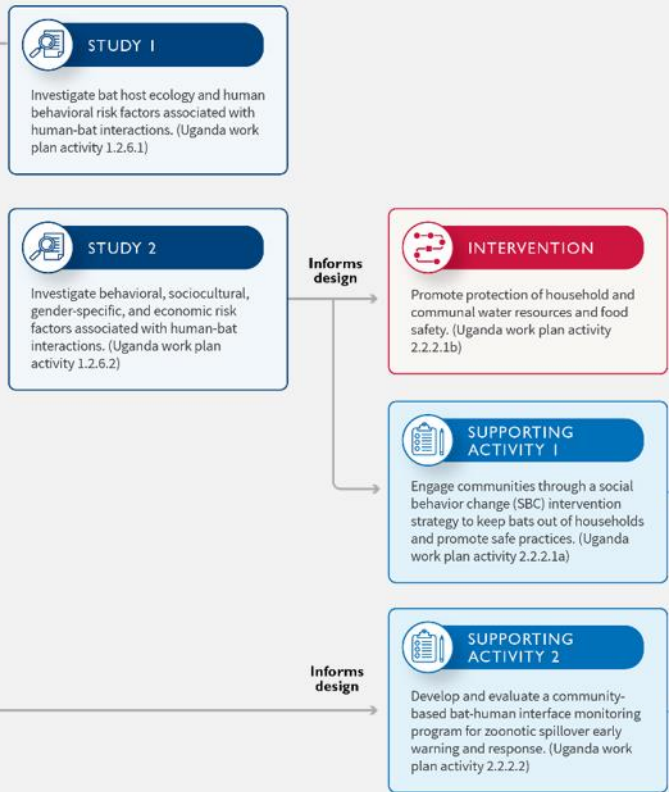 STUDY 1
Investigate bat host ecology and human
behavioral risk factors associated with
human-bat interactions. (Uganda work
plan activity 1.2.6.1)
STUDY 2
Investigate behavioral, sociocultural,
gender-specific, and economic risk
factors associated with human-bat
interactions. (Uganda work plan
activity 1.2.6.2)
Informs
design
INTERVENTION
Promote protection of household and
communal water resources and food
safety. (Uganda work plan activity
2.2.2.1b)
SUPPORTING
ACTIVITY 1
Engage communities through a social
behavior change (SBC) intervention
strategy to keep bats out of households
and promote safe practices. (Uganda
work plan activity 2.2.2.1a)
Informs
design
SUPPORTING
ACTIVITY 2
Develop and evaluate a community-
based bat-human interface monitoring
program for zoonotic spillover early
warning and response. (Uganda work
plan activity 2.2.2.2)